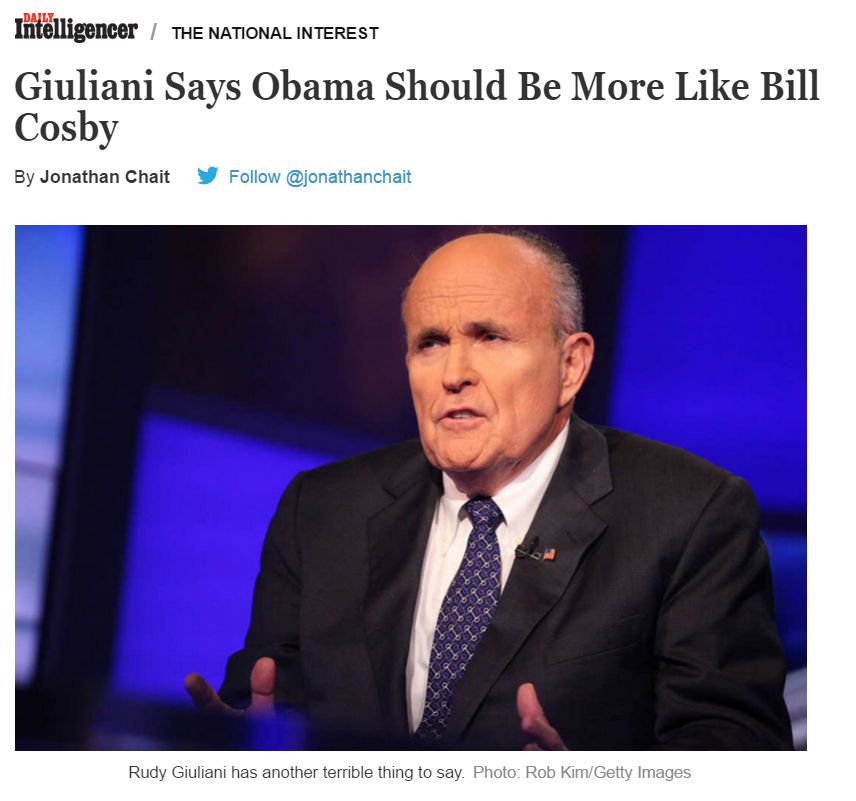 DAILY
Intelligencer / THE NATIONAL INTEREST
Giuliani Says Obama Should Be More Like Bill
Cosby
By Jonathan Chait Follow @jonathanchait
Rudy Giuliani has another terrible thing to say. Photo: Rob Kim/Getty Images